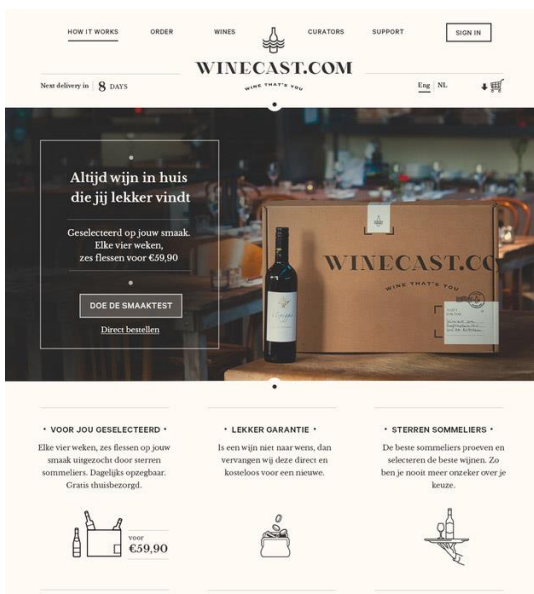 HOW IT WORKS
ORDER
WINES
CURATORS
SUPPORT
SIGN IN
WINECAST.COM
WINE THAT'S YOU
Next delivery in 8 DAYS
Eng NL
Altijd wijn in huis
die jij lekker vindt
Geselecteerd op jouw smaak.
Elke vier weken,
zes flessen voor €59,90
DOE DE SMAAKTEST
Direct bestellen
WINECAST.CO
WINE THAT'S YOU
• VOOR JOU GESELECTEERD •
Elke vier weken, zes flessen op jouw
smaak uitgezocht door sterren
sommeliers. Dagelijks opzegbaar.
Gratis thuisbezorgd.
voor
€59,90
• LEKKER GARANTIE •
Is een wijn niet naar wens, dan
vervangen wij deze direct en
kosteloos voor een nieuwe.
• STERREN SOMMELIERS •
De beste sommeliers proeven en
selecteren de beste wijnen. Zo
ben je nooit meer onzeker over je
keuze.